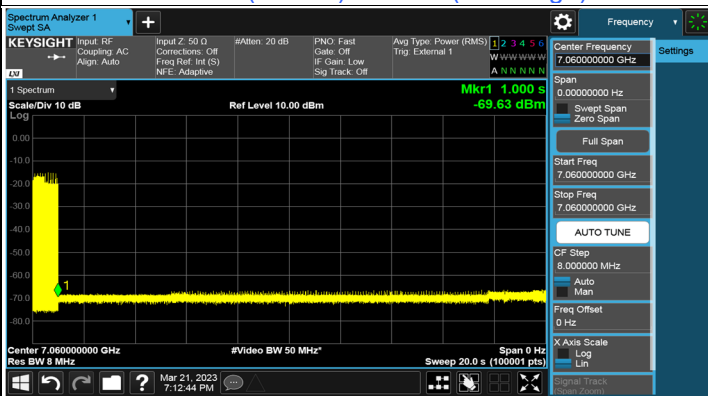 Spectrum Analyzer 1
Swept SA
+
Frequency
KEYSIGHT
Input: RF
Coupling: AC
Align: Auto
Input Z: 50 Ω
Corrections: Off
Freq Ref: Int (S)
NFE: Adaptive
#Atten: 20 dB
PNO: Fast
Gate: Off
IF Gain: Low
Sig Track: Off
Avg Type: Power (RMS)
Trig: External 1
1 2 3 4 5 6
W W W W W W
A N N N N N
LXI
1 Spectrum
Mkr1 1.000 s
-69.63 dBm
Scale/Div 10 dB
Ref Level 10.00 dBm
Log
0.00
-10.0
-20.0
-30.0
-40.0
-50.0
-60.0
-70.0
-80.0
1
Center 7.060000000 GHz
#Video BW 50 MHz*
Span 0 Hz
Res BW 8 MHz
Sweep 20.0 s (100001 pts)
Center Frequency
7.060000000 GHz
Settings
Span
0.00000000 Hz
Swept Span
Zero Span
Full Span
Start Freq
7.060000000 GHz
Stop Freq
7.060000000 GHz
AUTO TUNE
CF Step
8.000000 MHz
Auto
Man
Freq Offset
0 Hz
X Axis Scale
Log
Lin
Signal Track
(Span Zoom)
?
Mar 21, 2023
7:12:44 PM